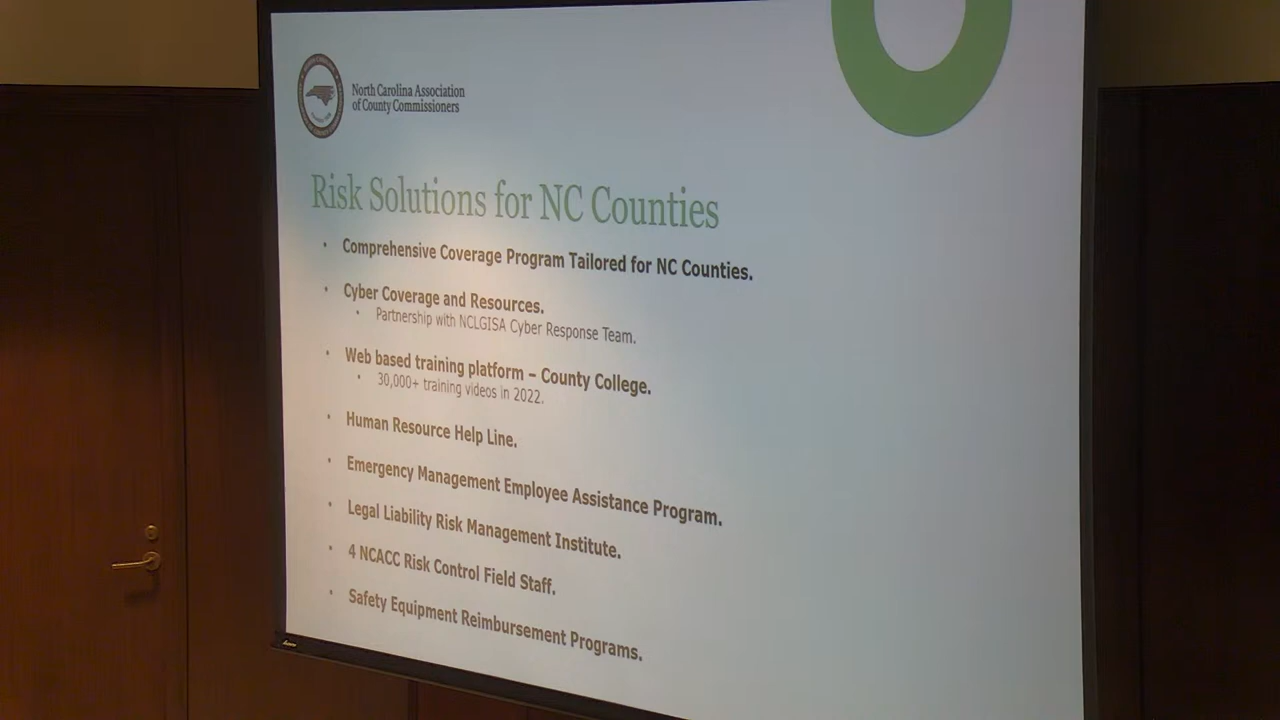 North Carolina Association
of County Commissioners
Risk Solutions for NC Counties
• Comprehensive Coverage Program Tailored for NC Counties.
• Cyber Coverage and Resources.
• Partnership with NCLGISA Cyber Response Team.
• Web based training platform – County College.
• 30,000+ training videos in 2022.
• Human Resource Help Line.
• Emergency Management Employee Assistance Program.
• Legal Liability Risk Management Institute.
• 4 NCACC Risk Control Field Staff.
• Safety Equipment Reimbursement Programs.